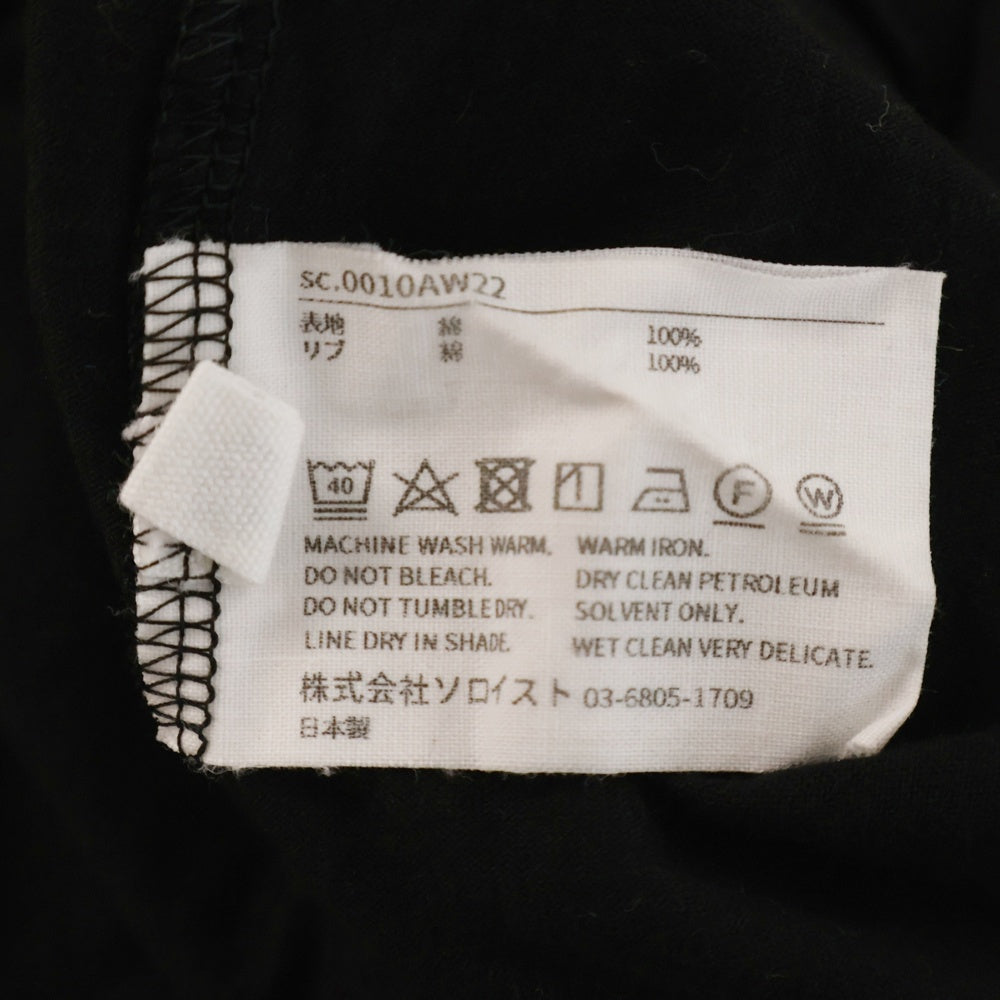 sc.0010AW22
表地 綿 100%
リブ 綿 100%
40 F W
MACHINE WASH WARM. WARM IRON.
DO NOT BLEACH. DRY CLEAN PETROLEUM
DO NOT TUMBLE DRY. SOLVENT ONLY.
LINE DRY IN SHADE. WET CLEAN VERY DELICATE.
株式会社ソロイスト 03-6805-1709
日本製